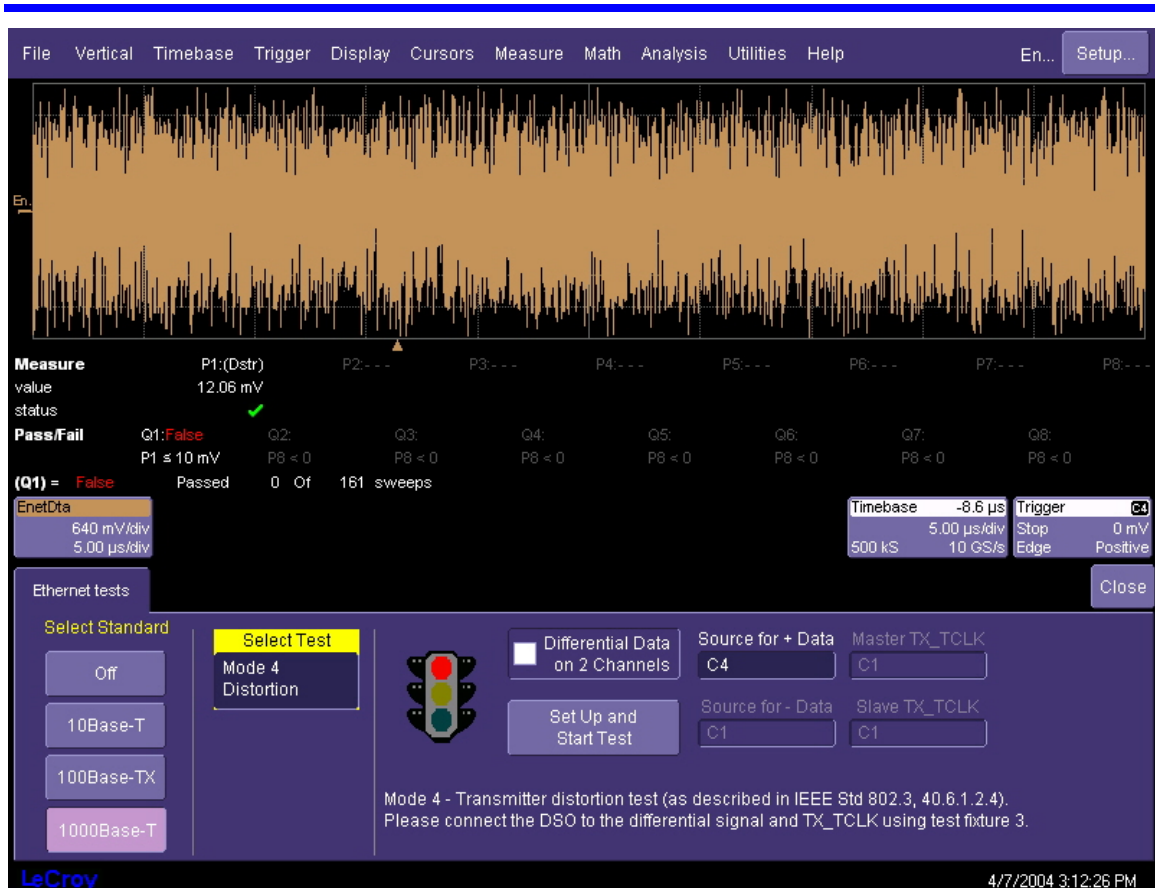 File Vertical Timebase Trigger Display Cursors Measure Math Analysis Utilities Help En... Setup...
En.
Measure P1:(Dstr) P2:- - - P3:- - - P4:- - - P5:- - - P6:- - - P7:- - - P8:- - -
value 12.06 mV
status
Pass/Fail Q1:False Q2: Q3: Q4: Q5: Q6: Q7: Q8:
P1 ≤ 10 mV P8 < 0 P8 < 0 P8 < 0 P8 < 0 P8 < 0 P8 < 0 P8 < 0
(Q1) = False Passed 0 Of 161 sweeps
EnetDta
640 mV/div
5.00 µs/div
Timebase -8.6 µs
5.00 µs/div
500 kS 10 GS/s
Trigger C4
Stop 0 mV
Edge Positive
Ethernet tests
Close
Select Standard
Off
10Base-T
100Base-TX
1000Base-T
Select Test
Mode 4
Distortion
Differential Data
on 2 Channels
Set Up and
Start Test
Source for + Data
C4
Master TX_TCLK
C1
Source for - Data
C1
Slave TX_TCLK
C1
Mode 4 - Transmitter distortion test (as described in IEEE Std 802.3, 40.6.1.2.4).
Please connect the DSO to the differential signal and TX_TCLK using test fixture 3.
LeCroy
4/7/2004 3:12:26 PM